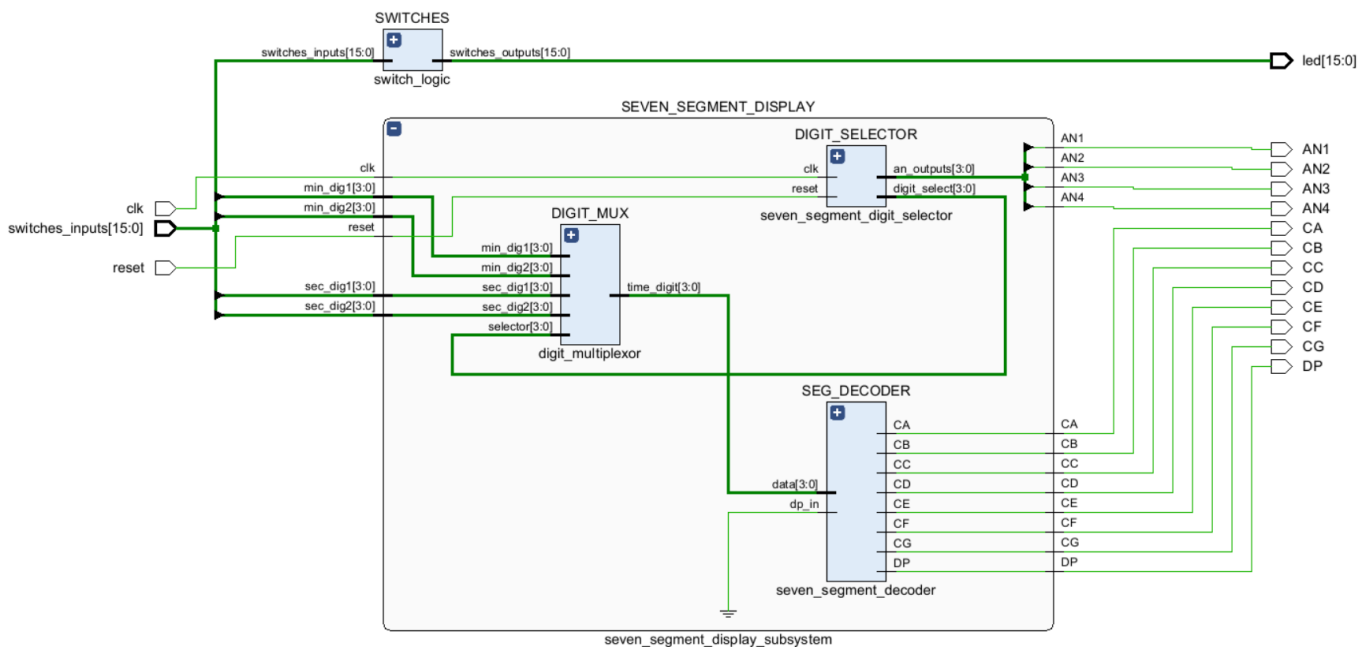 SWITCHES
switches_inputs[15:0]
switches_outputs[15:0]
switch_logic
led[15:0]
SEVEN_SEGMENT_DISPLAY
DIGIT_SELECTOR
clk
reset
an_outputs[3:0]
digit_select[3:0]
seven_segment_digit_selector
AN1
AN2
AN3
AN4
AN1
AN2
AN3
AN4
CA
CB
CC
CD
CE
CF
CG
DP
clk
switches_inputs[15:0]
reset
clk
min_dig1[3:0]
min_dig2[3:0]
reset
sec_dig1[3:0]
sec_dig2[3:0]
DIGIT_MUX
min_dig1[3:0]
min_dig2[3:0]
sec_dig1[3:0]
sec_dig2[3:0]
selector[3:0]
time_digit[3:0]
digit_multiplexor
SEG_DECODER
data[3:0]
dp_in
CA
CB
CC
CD
CE
CF
CG
DP
seven_segment_decoder
CA
CB
CC
CD
CE
CF
CG
DP
seven_segment_display_subsystem